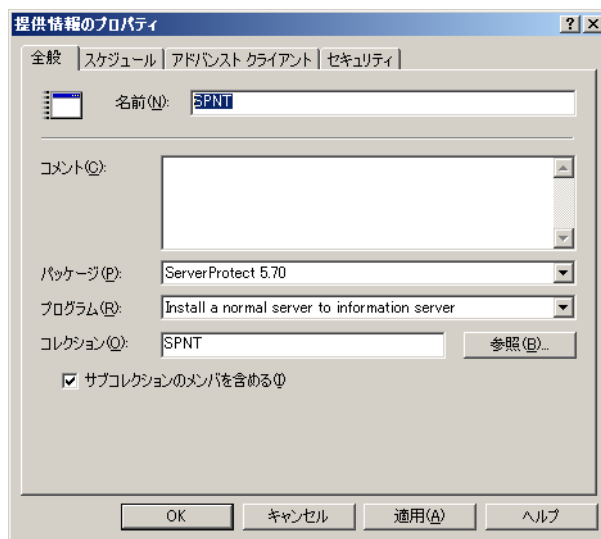 提供情報のプロパティ
全般 スケジュール アドバンスト クライアント セキュリティ
名前(N): SPNT
コメント(C):
パッケージ(P): ServerProtect 5.70
プログラム(R): Install a normal server to information server
コレクション(O): SPNT 参照(B)...
サブコレクションのメンバを含める(I)
OK キャンセル 適用(A) ヘルプ